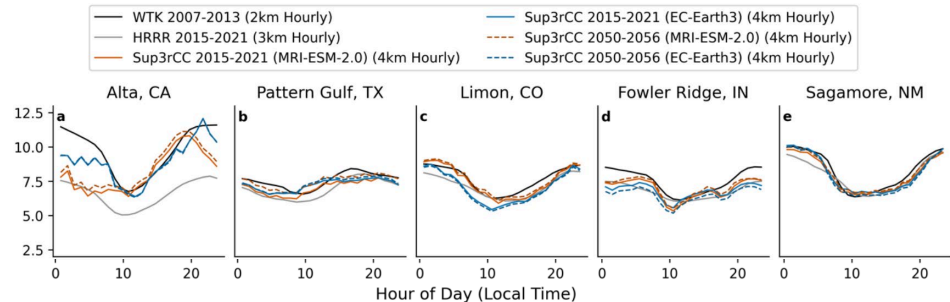 WTK 2007-2013 (2km Hourly)
HRRR 2015-2021 (3km Hourly)
Sup3rCC 2015-2021 (MRI-ESM-2.0) (4km Hourly)
Sup3rCC 2015-2021 (EC-Earth3) (4km Hourly)
Sup3rCC 2050-2056 (MRI-ESM-2.0) (4km Hourly)
Sup3rCC 2050-2056 (EC-Earth3) (4km Hourly)
Alta, CA
Pattern Gulf, TX
Limon, CO
Fowler Ridge, IN
Sagamore, NM
12.5
10.0
7.5
5.0
2.5
a
b
c
d
e
0 10 20
0 10 20
0 10 20
0 10 20
0 10 20
Hour of Day (Local Time)